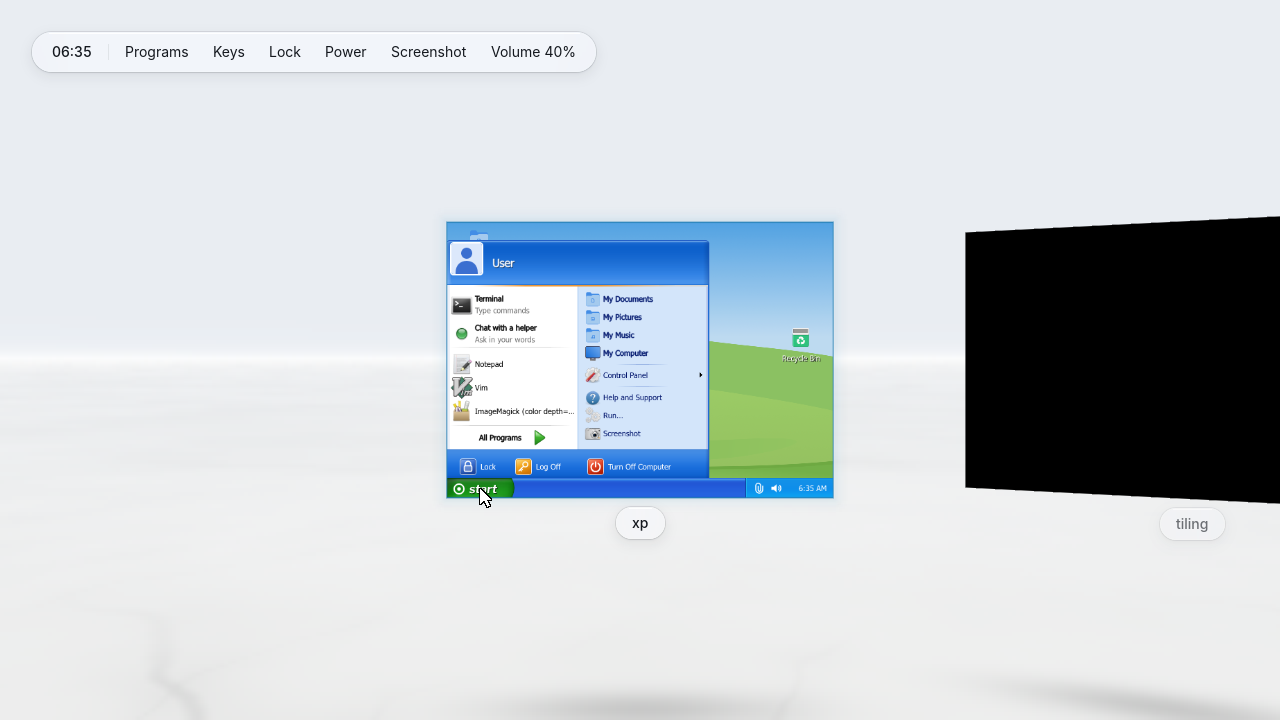 06:35 Programs Keys Lock Power Screenshot Volume 40%
User
Terminal
Type commands
Chat with a helper
Ask in your words
Notepad
Vim
ImageMagick (color depth=...
All Programs
My Documents
My Pictures
My Music
My Computer
Control Panel
Help and Support
Run...
Screenshot
Recycle Bin
Lock Log Off Turn Off Computer
start 6:35 AM
xp
tiling